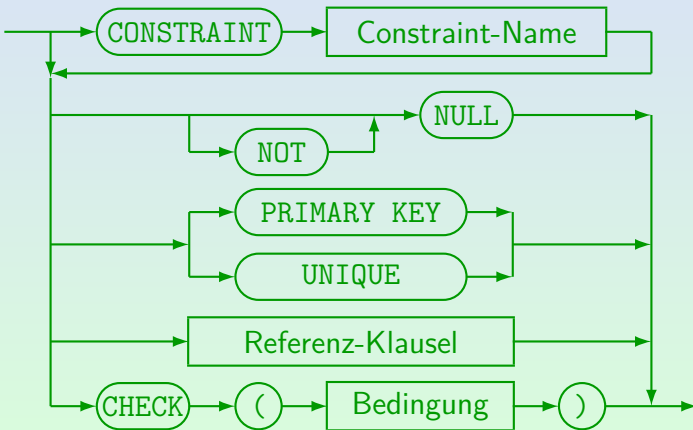 CONSTRAINT Constraint-Name
NULL
NOT
PRIMARY KEY
UNIQUE
Referenz-Klausel
CHECK ( Bedingung )